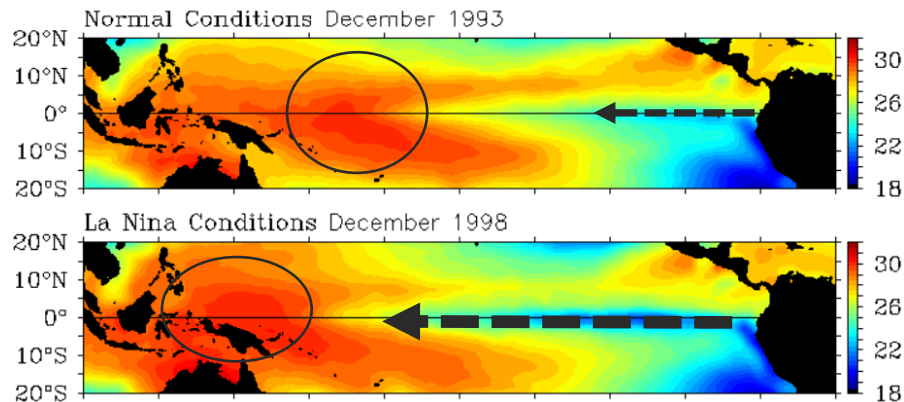 Normal Conditions December 1993
20°N
10°N
0°
10°S
20°S
30
26
22
18
La Nina Conditions December 1998
20°N
10°N
0°
10°S
20°S
30
26
22
18